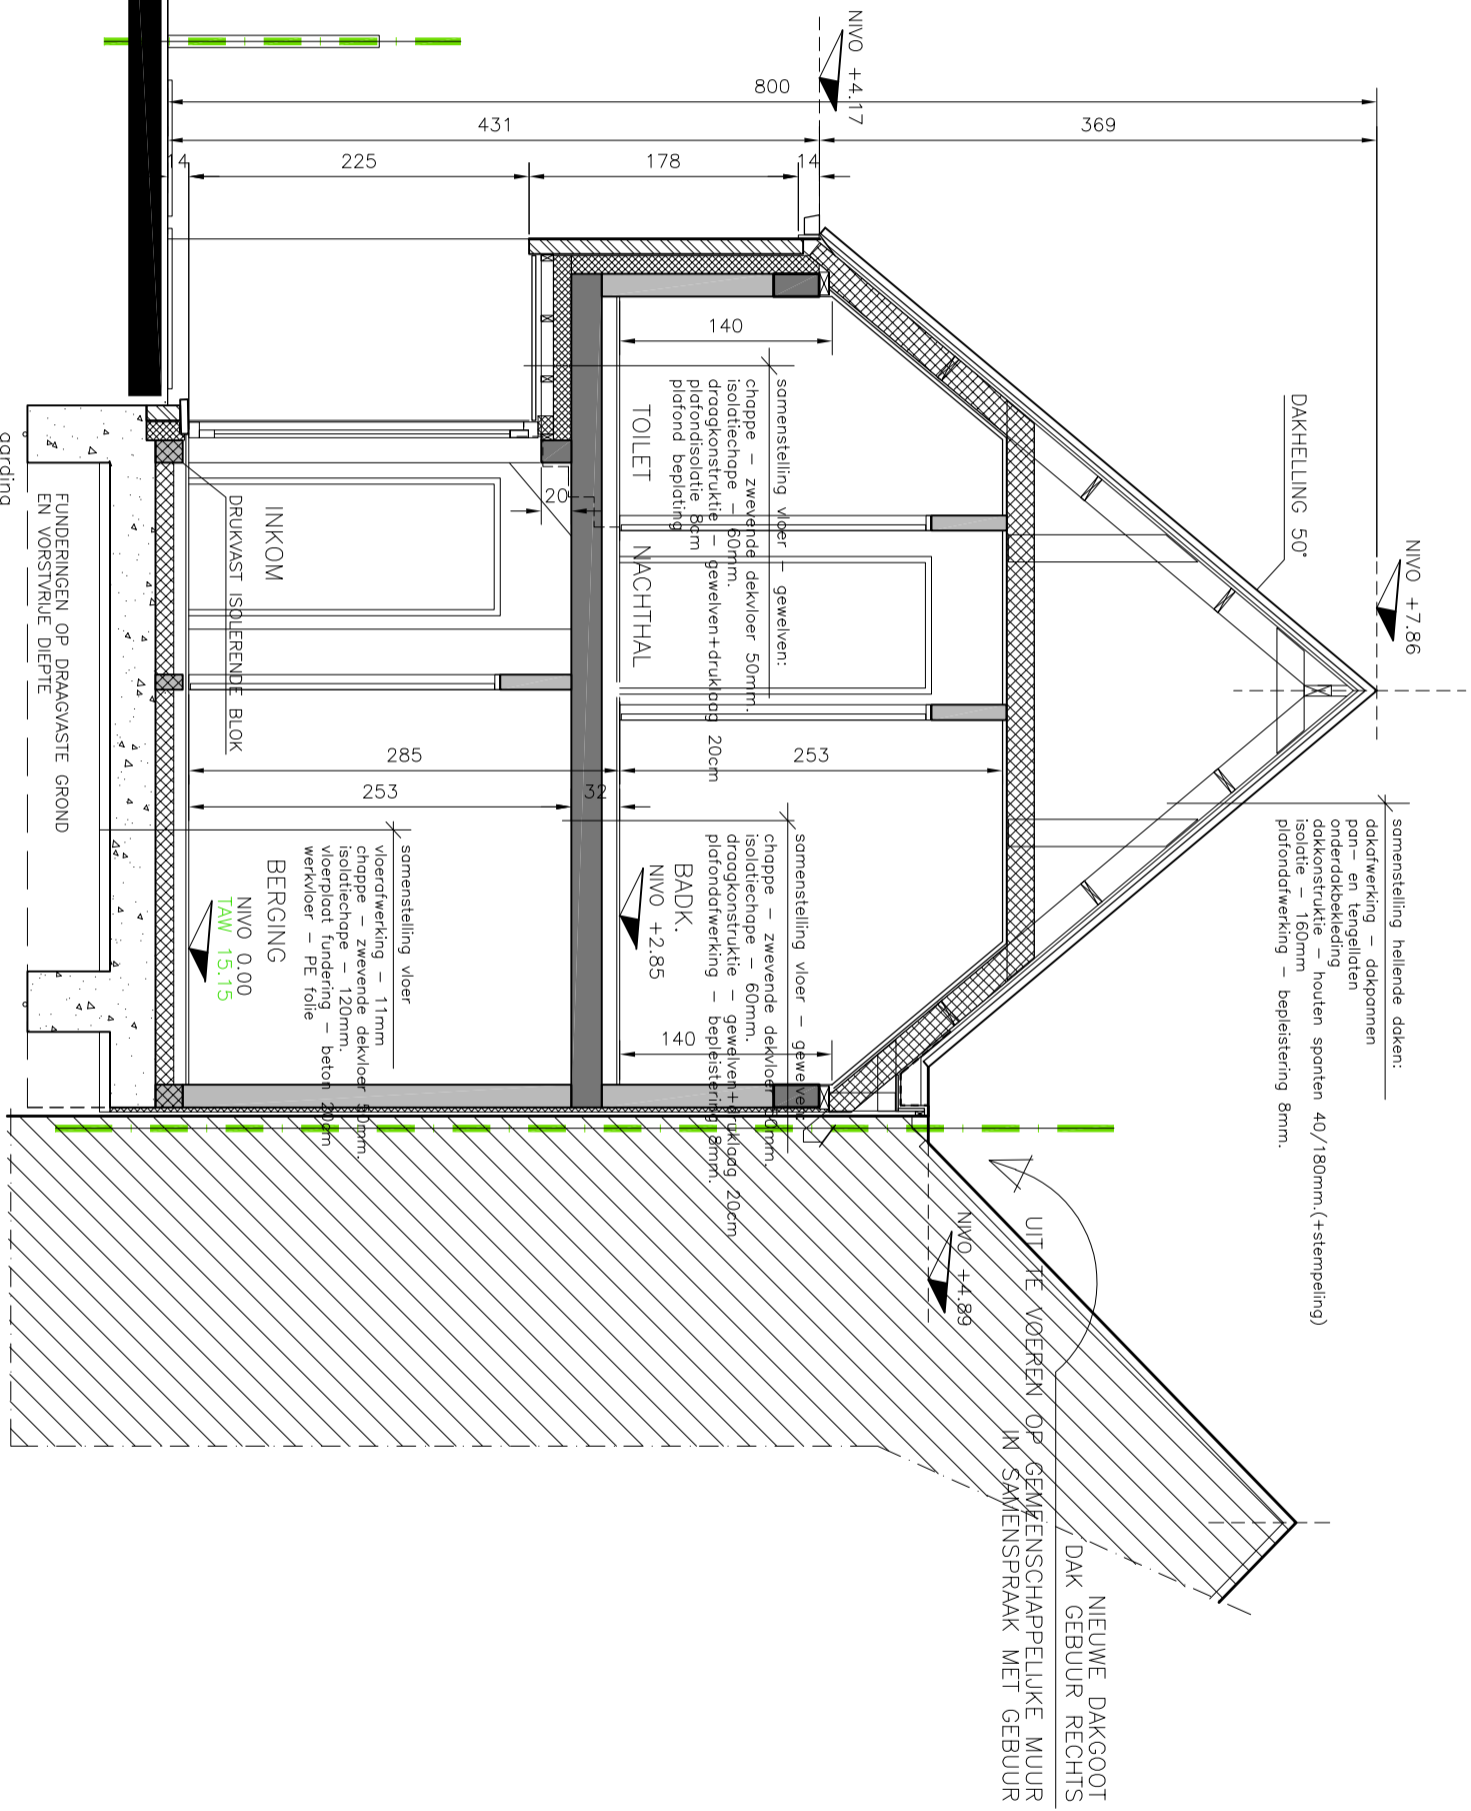 NIVO +7.86
DAKHELLING 50°
samenstelling hellende daken:
dakafwerking – dakpannen
pan– en tengellaten
onderdakbekleding
dakkonstruktie – houten spanten 40/180mm.(+stempeling)
isolatie – 160mm
plafondafwerking – bepleistering 8mm.
NIEUWE DAKGOOT
DAK GEBUUR RECHTS
UIT TE VOEREN OP GEMEENSCHAPPELIJKE MUUR
IN SAMENSPRAAK MET GEBUUR
NIVO +4.89
NIVO +4.17
800
431
369
14
225
178
14
140
samenstelling vloer – gewelven:
chappe – zwevende dekvloer 50mm.
isolatiechape – 60mm.
draagkonstruktie – gewelven+druklaag 20cm
plafondisolatie 8cm
plafond beplating
TOILET
NACHTHAL
253
285
32
253
20
samenstelling vloer – gewelven:
chappe – zwevende dekvloer 50mm.
isolatiechape – 60mm.
draagkonstruktie – gewelven+druklaag 20cm
plafondafwerking – bepleistering 8mm.
BADK.
NIVO +2.85
140
samenstelling vloer
vloerafwerking – 11mm
chappe – zwevende dekvloer 50mm.
isolatiechape – 120mm.
vloerplaat fundering – beton 20cm
werkvloer – PE folie
INKOM
BERGING
NIVO 0.00
TAW 15.15
DRUKVAST ISOLERENDE BLOK
FUNDERINGEN OP DRAAGVASTE GROND
EN VORSTVRIJE DIEPTE